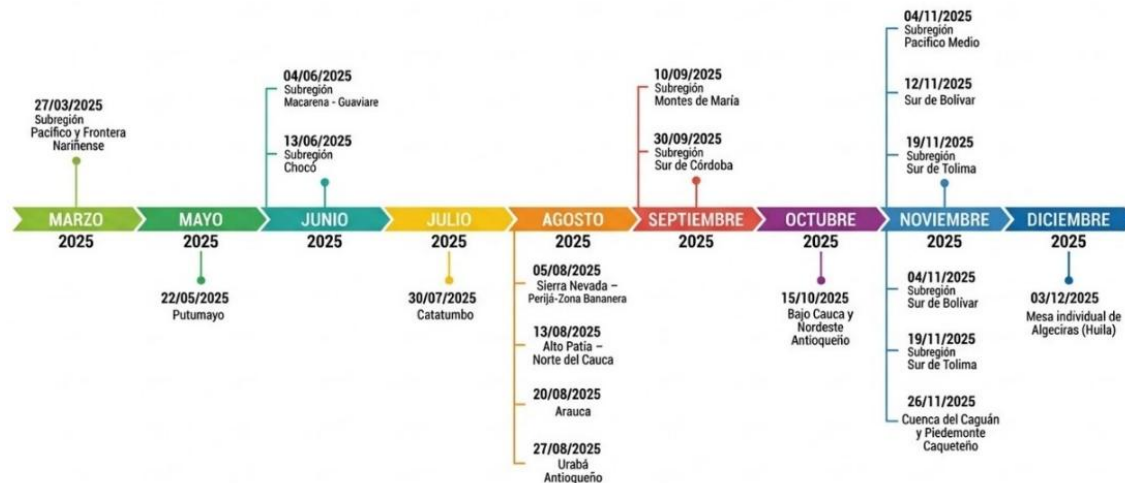 27/03/2025
Subregión
Pacífico y Frontera
Nariñense
04/06/2025
Subregión
Macarena - Guaviare
13/06/2025
Subregión
Chocó
10/09/2025
Subregión
Montes de María
30/09/2025
Subregión
Sur de Córdoba
04/11/2025
Subregión
Pacifico Medio
12/11/2025
Sur de Bolívar
19/11/2025
Subregión
Sur de Tolima
MARZO
MAYO
JUNIO
JULIO
AGOSTO
SEPTIEMBRE
OCTUBRE
NOVIEMBRE
DICIEMBRE
2025
2025
2025
2025
2025
2025
2025
2025
2025
22/05/2025
Putumayo
30/07/2025
Catatumbo
05/08/2025
Sierra Nevada –
Perijá-Zona Bananera
13/08/2025
Alto Patía –
Norte del Cauca
20/08/2025
Arauca
27/08/2025
Urabá
Antioqueño
15/10/2025
Bajo Cauca y
Nordeste
Antioqueño
04/11/2025
Subregión
Sur de Bolívar
19/11/2025
Subregión
Sur de Tolima
26/11/2025
Cuenca del Caguán
y Piedemonte
Caqueteño
03/12/2025
Mesa individual de
Algeciras (Huila)